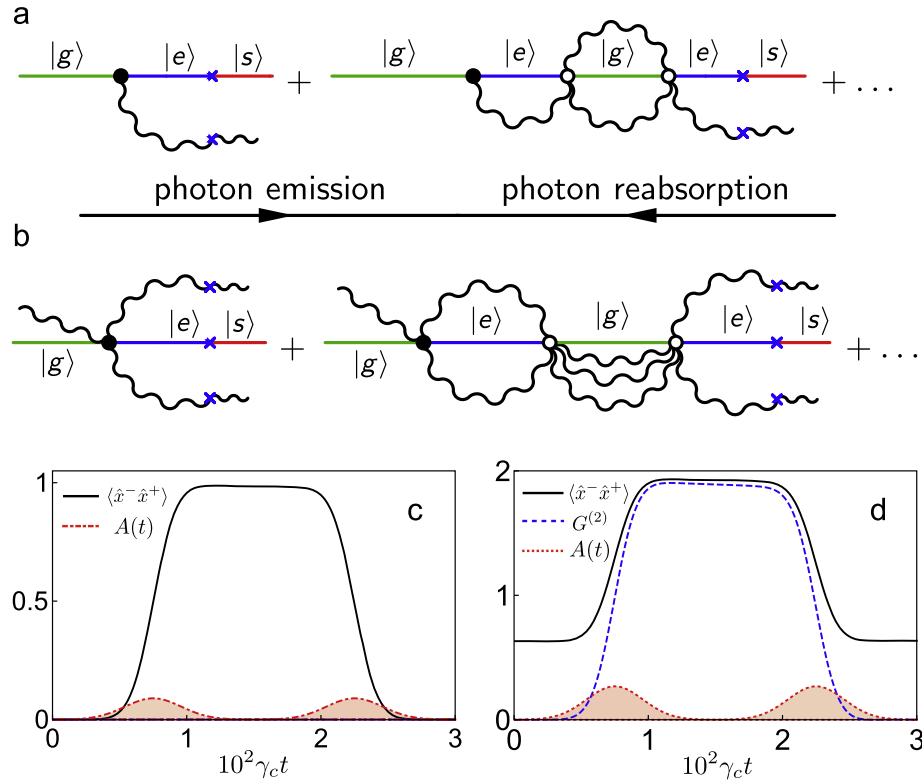 a
|g⟩ |e⟩ |s⟩ + |g⟩ |e⟩ |g⟩ |e⟩ |s⟩ + ...
photon emission photon reabsorption
b
|g⟩ |e⟩ |s⟩ + |g⟩ |e⟩ |g⟩ |e⟩ |s⟩ + ...
c
1
0.5
0
⟨x̂⁻x̂⁺⟩
A(t)
0 1 2 3
10²γ_c t
d
2
1
0
⟨x̂⁻x̂⁺⟩
G⁽²⁾
A(t)
0 1 2 3
10²γ_c t